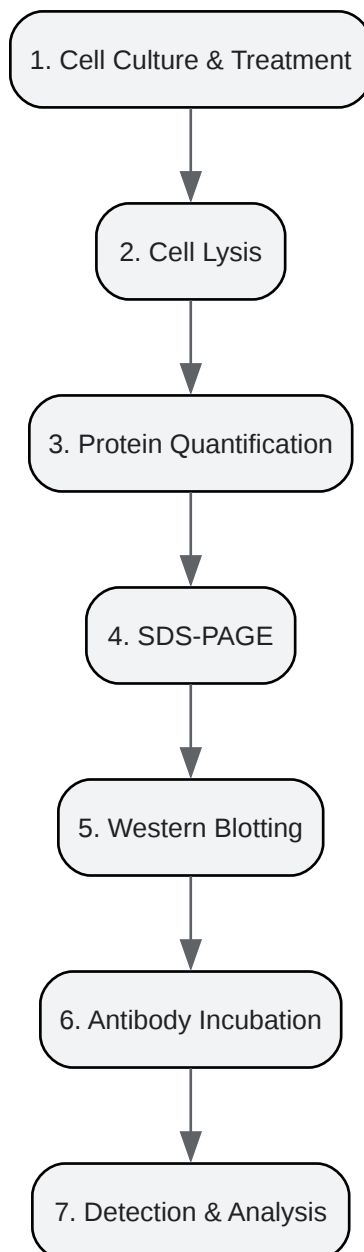 1. Cell Culture & Treatment
2. Cell Lysis
3. Protein Quantification
4. SDS-PAGE
5. Western Blotting
6. Antibody Incubation
7. Detection & Analysis